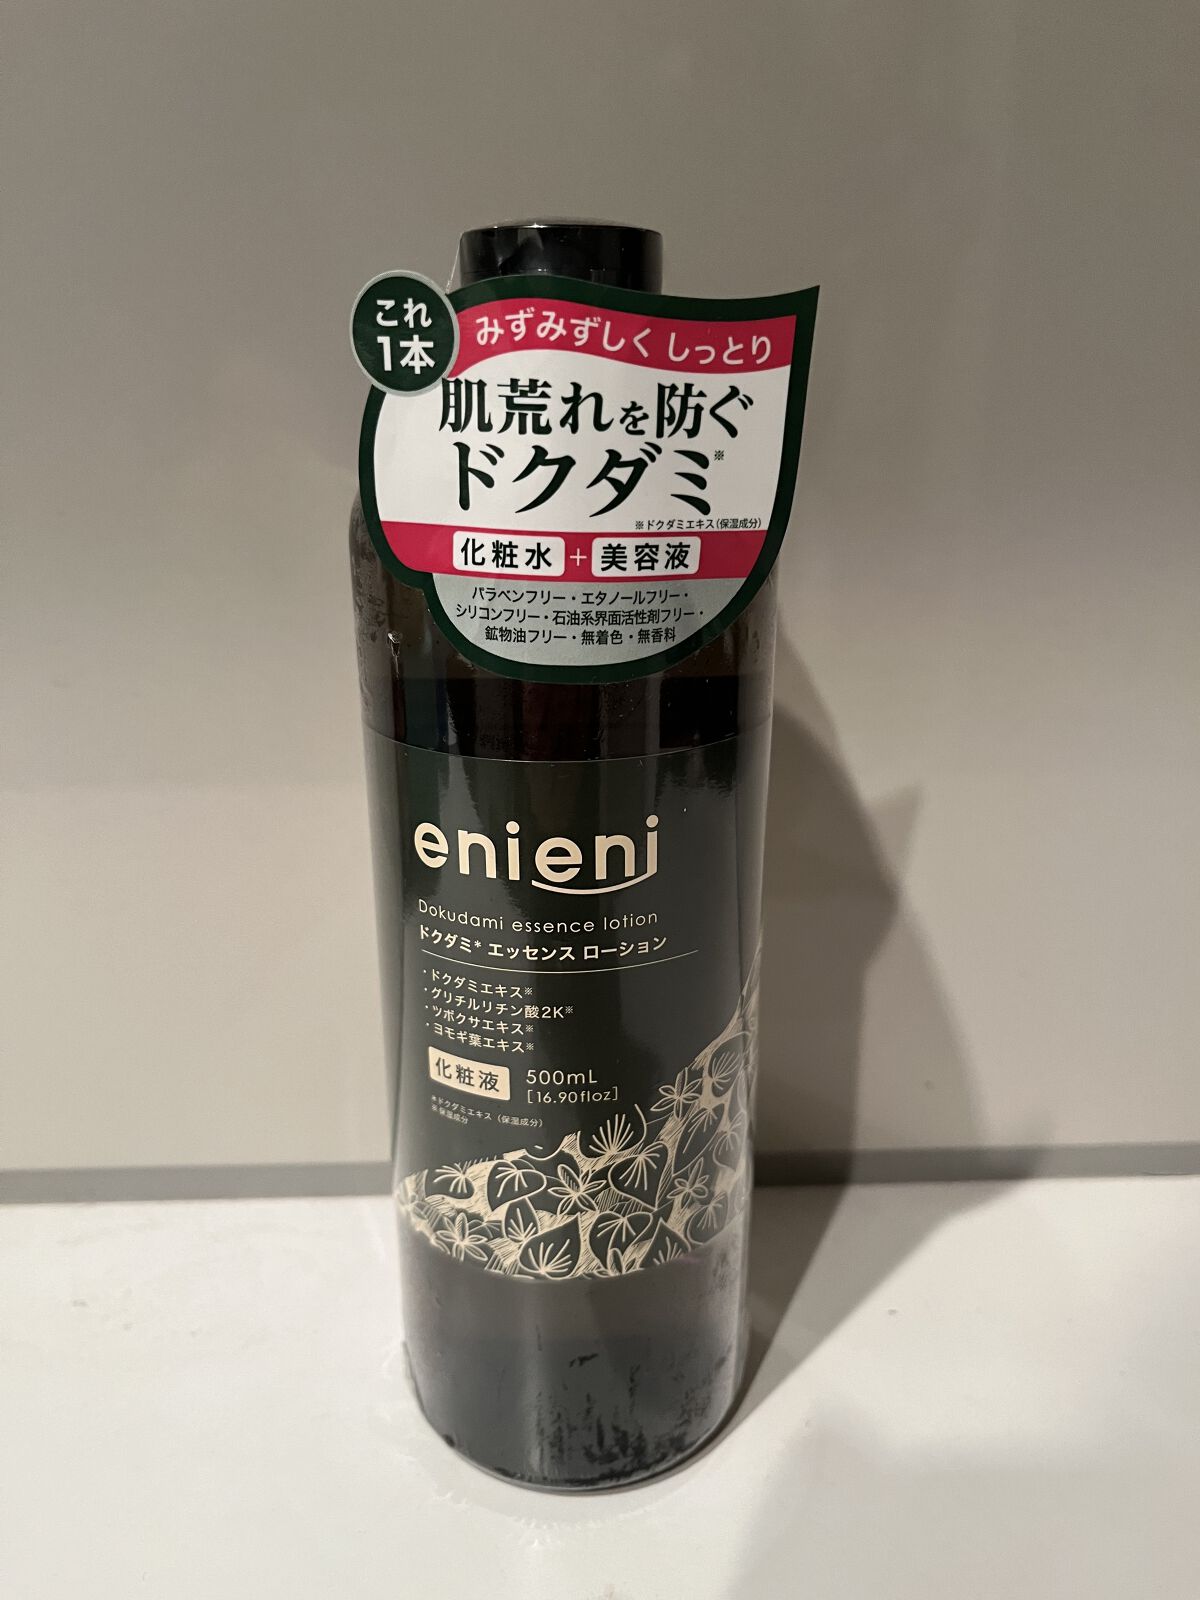 これ
1本
みずみずしく しっとり
肌荒れを防ぐ
ドクダミ※
※ドクダミエキス(保湿成分)
化粧水 + 美容液
パラベンフリー・エタノールフリー・
シリコンフリー・石油系界面活性剤フリー・
鉱物油フリー・無着色・無香料
enieni
Dokudami essence lotion
ドクダミ* エッセンス ローション
・ドクダミエキス※
・グリチルリチン酸2K※
・ツボクサエキス※
・ヨモギ葉エキス※
化粧液 500mL
[16.90floz]
*ドクダミエキス（保湿成分）
※保湿成分